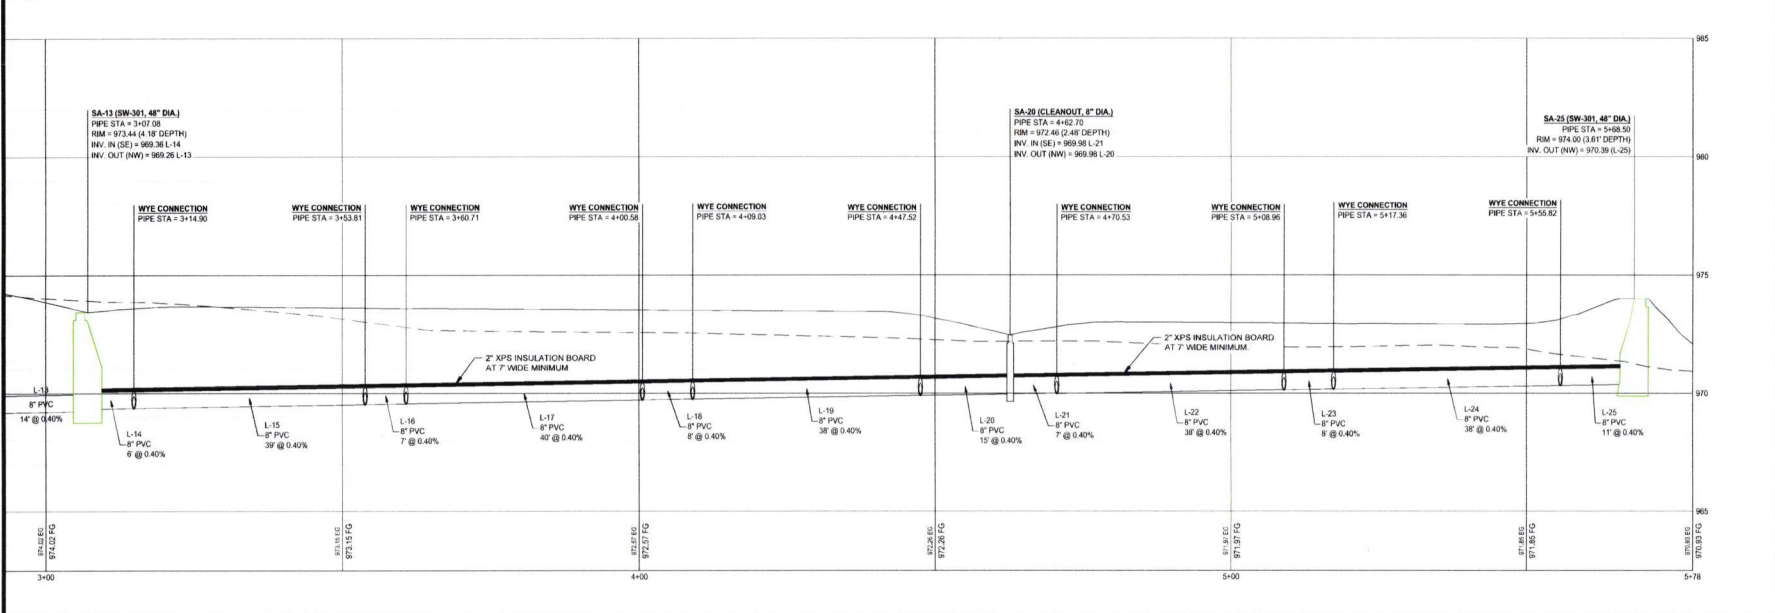 985
980
975
970
965
SA-13 (SW-301, 48" DIA.)
PIPE STA = 3+07.08
RIM = 973.44 (4.18' DEPTH)
INV. IN (SE) = 969.36 L-14
INV. OUT (NW) = 969.26 L-13
SA-20 (CLEANOUT, 8" DIA.)
PIPE STA = 4+62.70
RIM = 972.46 (2.48' DEPTH)
INV. IN (SE) = 969.98 L-21
INV. OUT (NW) = 969.98 L-20
SA-25 (SW-301, 48" DIA.)
PIPE STA = 5+68.50
RIM = 974.00 (3.61' DEPTH)
INV. OUT (NW) = 970.39 (L-25)
WYE CONNECTION
PIPE STA = 3+14.90
WYE CONNECTION
PIPE STA = 3+53.81
WYE CONNECTION
PIPE STA = 3+60.71
WYE CONNECTION
PIPE STA = 4+00.58
WYE CONNECTION
PIPE STA = 4+09.03
WYE CONNECTION
PIPE STA = 4+47.52
WYE CONNECTION
PIPE STA = 4+70.53
WYE CONNECTION
PIPE STA = 5+08.96
WYE CONNECTION
PIPE STA = 5+17.36
WYE CONNECTION
PIPE STA = 5+55.82
2" XPS INSULATION BOARD
AT 7' WIDE MINIMUM
2" XPS INSULATION BOARD
AT 7' WIDE MINIMUM
L-13
8" PVC
14' @ 0.40%
L-14
8" PVC
6' @ 0.40%
L-15
8" PVC
39' @ 0.40%
L-16
8" PVC
7' @ 0.40%
L-17
8" PVC
40' @ 0.40%
L-18
8" PVC
8' @ 0.40%
L-19
8" PVC
38' @ 0.40%
L-20
8" PVC
15' @ 0.40%
L-21
8" PVC
7' @ 0.40%
L-22
8" PVC
38' @ 0.40%
L-23
8" PVC
8' @ 0.40%
L-24
8" PVC
38' @ 0.40%
L-25
8" PVC
11' @ 0.40%
974.02 EG
974.02 FG
973.15 EG
973.15 FG
972.57 EG
972.57 FG
972.26 EG
972.26 FG
971.97 EG
971.97 FG
971.85 EG
971.85 FG
970.93 EG
970.93 FG
3+00
4+00
5+00
5+78